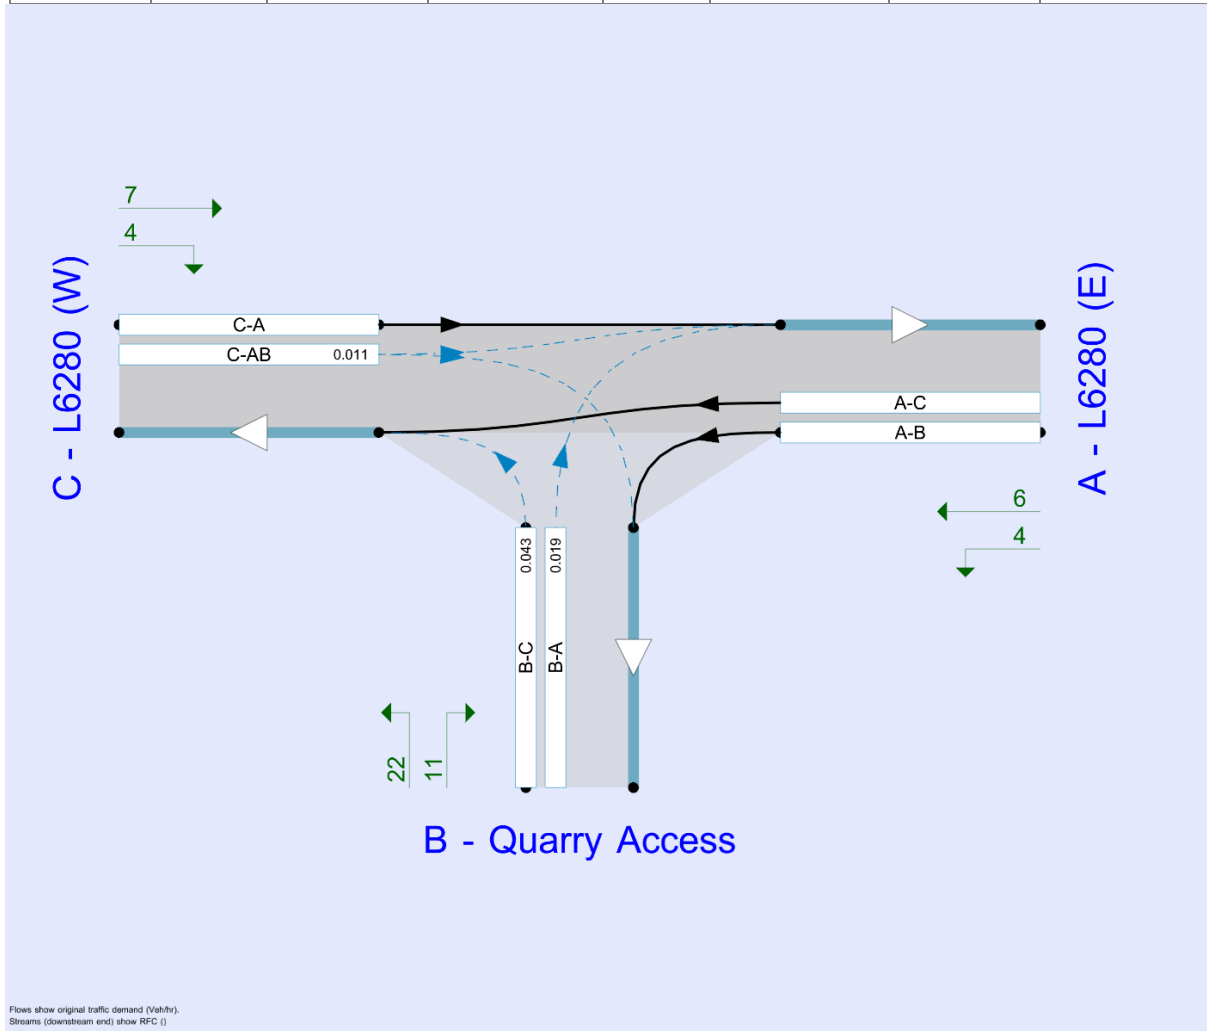 7
4
C - L6280 (W)
A - L6280 (E)
C-A
C-AB 0.011
A-C
A-B
6
4
0.043
0.019
B-C
B-A
22
11
B - Quarry Access
Flows show original traffic demand (Veh/hr).
Streams (downstream end) show RFC ()